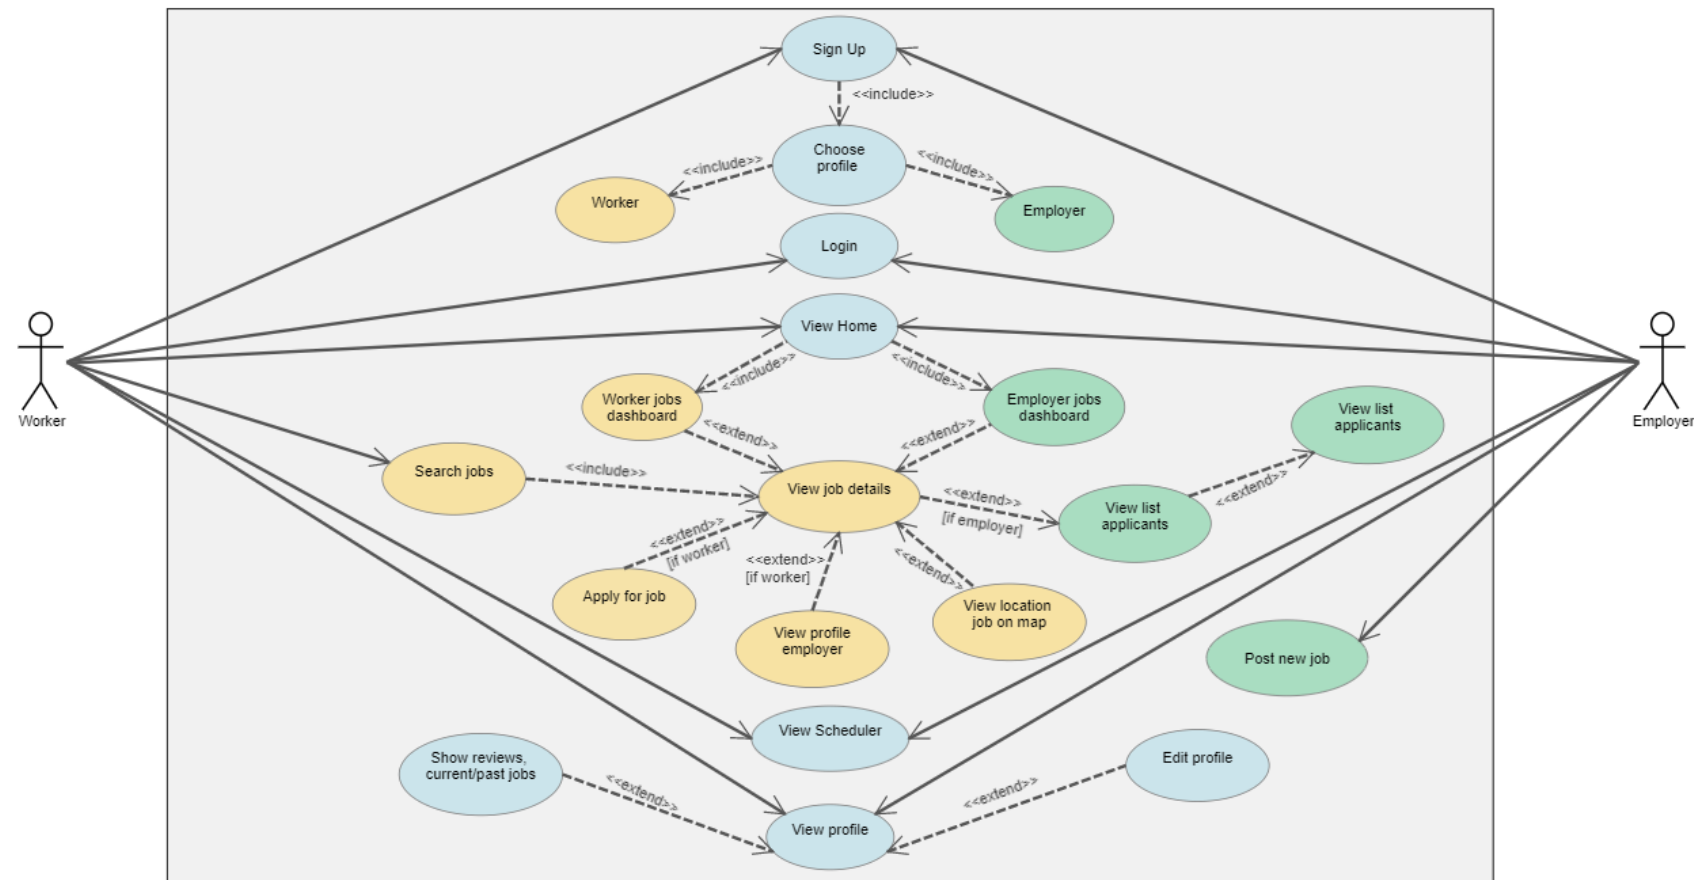 Sign Up
<<include>>
Choose
profile
<<include>>
<<include>>
Worker
Employer
Login
View Home
<<include>>
<<include>>
Worker
Employer
Worker jobs
dashboard
Employer jobs
dashboard
View list
applicants
<<extend>>
<<extend>>
Search jobs
<<include>>
View job details
<<extend>>
[if employer]
View list
applicants
<<extend>>
<<extend>>
[if worker]
<<extend>>
[if worker]
<<extend>>
Apply for job
View profile
employer
View location
job on map
Post new job
View Scheduler
Show reviews,
current/past jobs
Edit profile
<<extend>>
<<extend>>
View profile